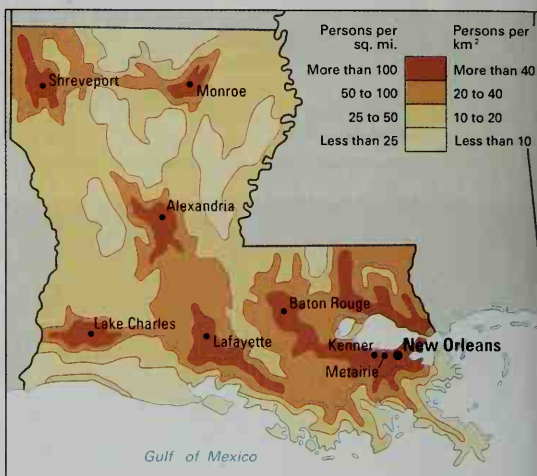 Persons per sq. mi.
Persons per km²
More than 100
More than 40
50 to 100
20 to 40
25 to 50
10 to 20
Less than 25
Less than 10
Shreveport
Monroe
Alexandria
Baton Rouge
Lake Charles
Lafayette
Kenner
New Orleans
Metairie
Gulf of Mexico